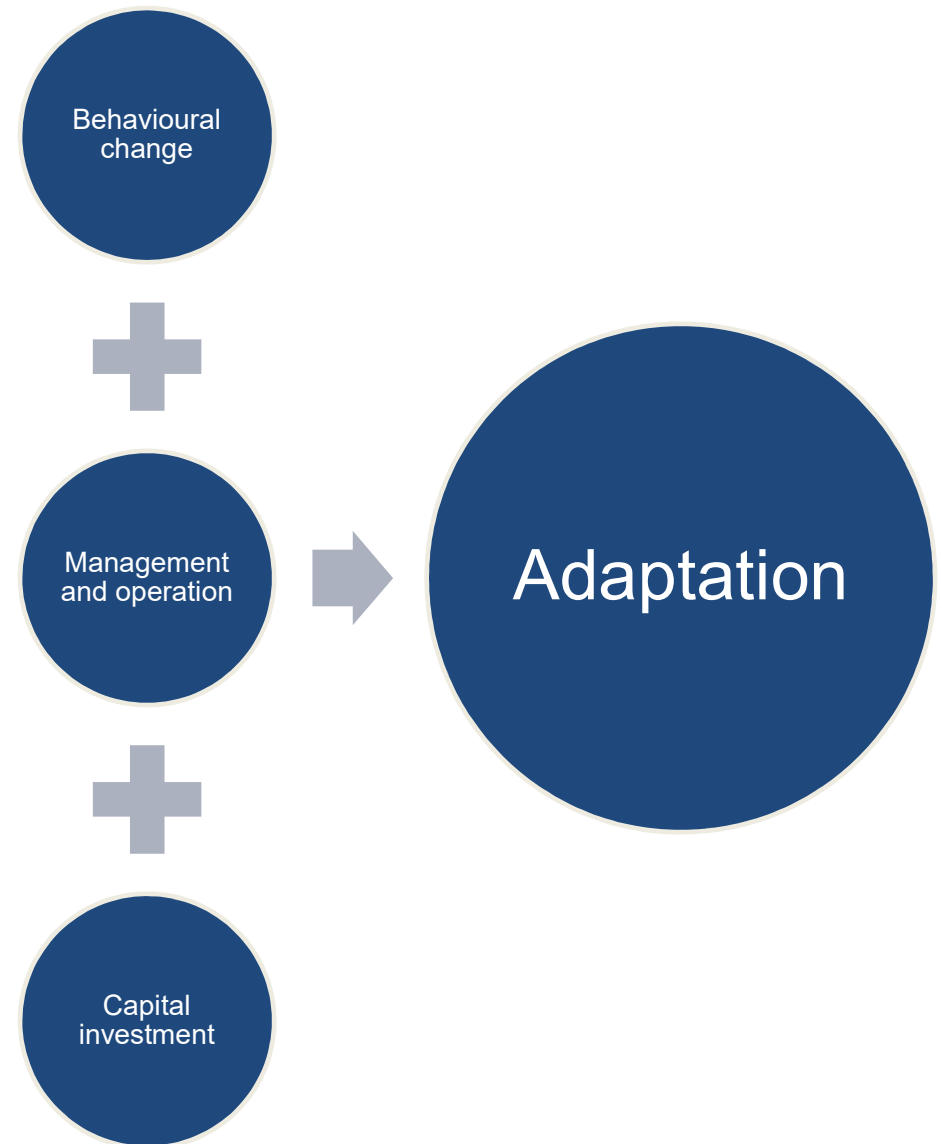 Behavioural
change
Management
and operation
Adaptation
Capital
investment